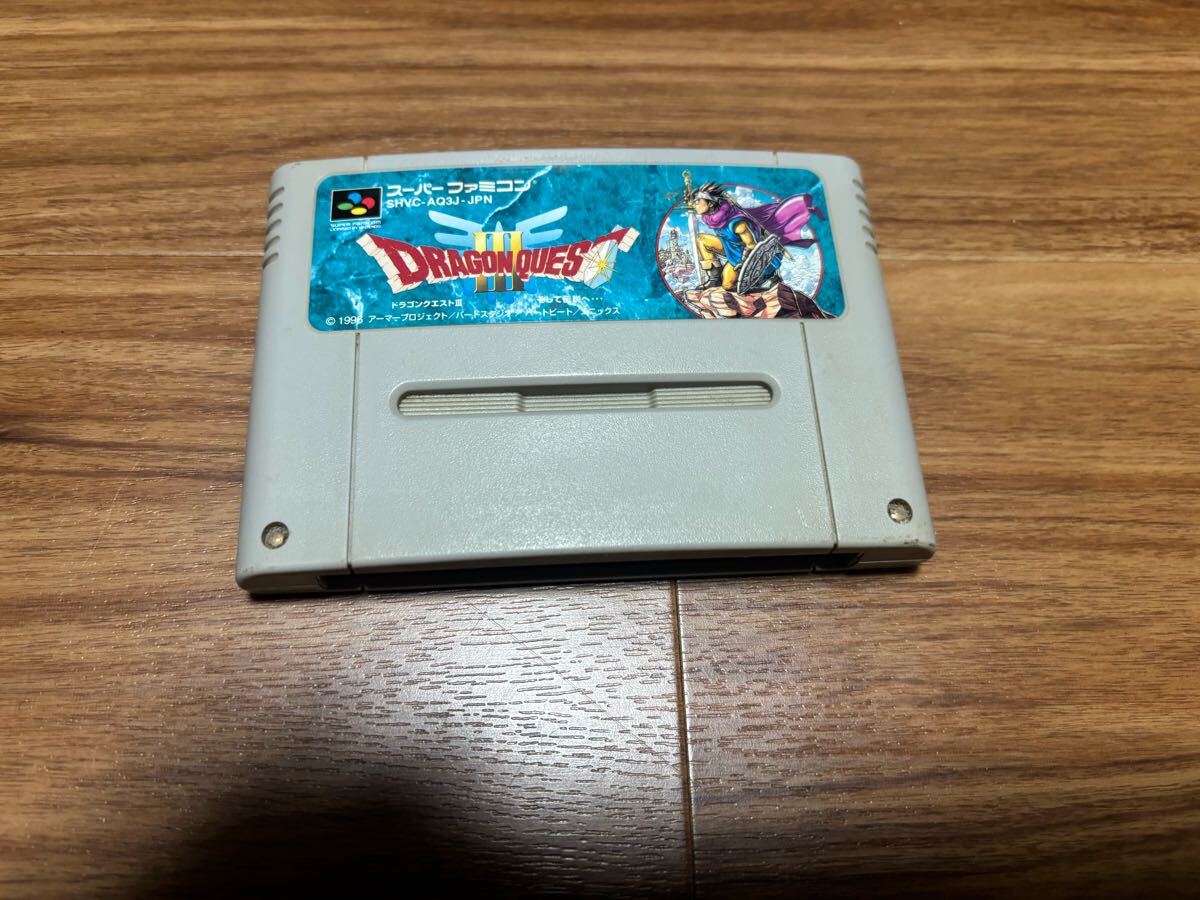 スーパーファミコン®
SHVC-AQ3J-JPN
SUPER FAMICOM
DRAGON QUEST
III
ドラゴンクエストIII そして伝説へ…
© 1996 アーマープロジェクト/バードスタジオ/ハートビート/エニックス